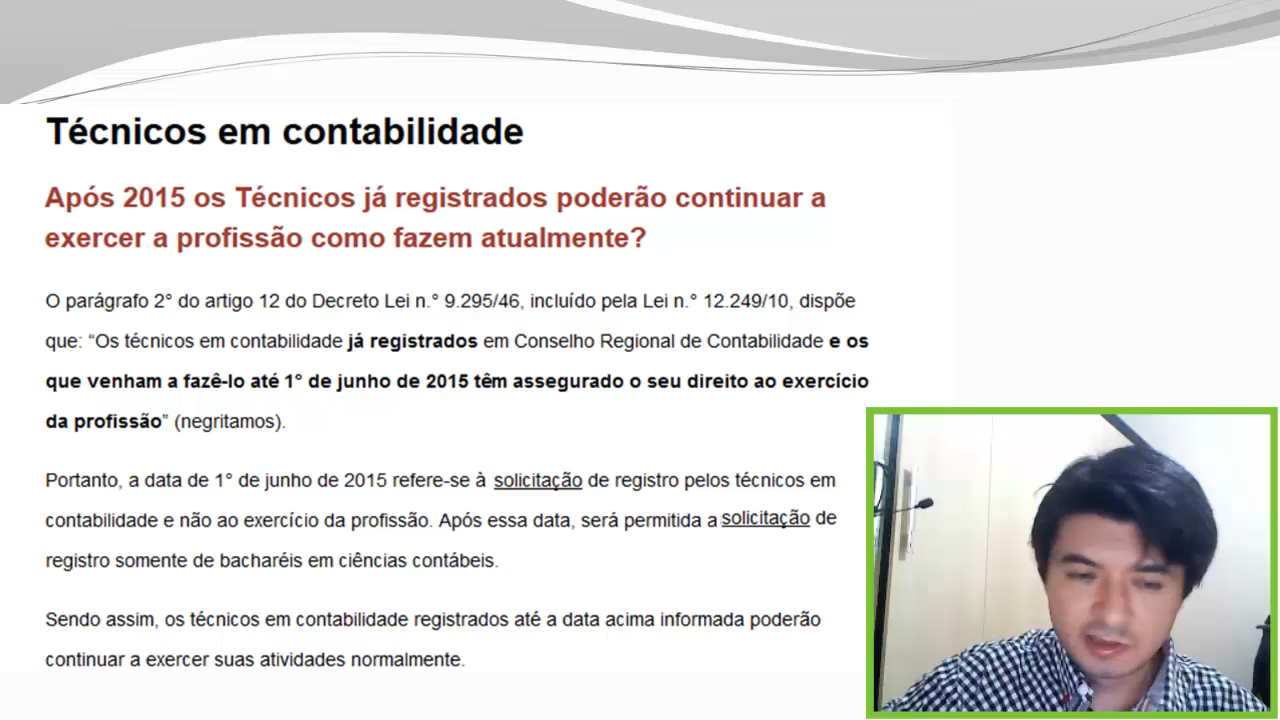 Técnicos em contabilidade
Após 2015 os Técnicos já registrados poderão continuar a
exercer a profissão como fazem atualmente?
O parágrafo 2° do artigo 12 do Decreto Lei n.° 9.295/46, incluído pela Lei n.° 12.249/10, dispõe
que: “Os técnicos em contabilidade já registrados em Conselho Regional de Contabilidade e os
que venham a fazê-lo até 1° de junho de 2015 têm assegurado o seu direito ao exercício
da profissão” (negritamos).
Portanto, a data de 1° de junho de 2015 refere-se à solicitação de registro pelos técnicos em
contabilidade e não ao exercício da profissão. Após essa data, será permitida a solicitação de
registro somente de bacharéis em ciências contábeis.
Sendo assim, os técnicos em contabilidade registrados até a data acima informada poderão
continuar a exercer suas atividades normalmente.